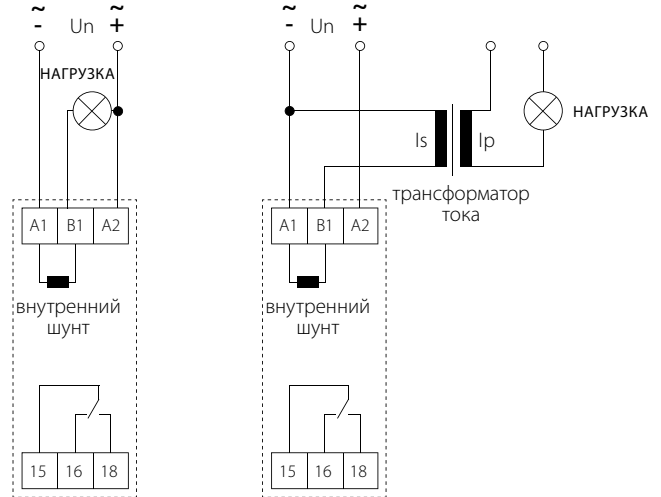 ~ ~
- Un +
НАГРУЗКА
A1 B1 A2
внутренний
шунт
15 16 18
~ ~
- Un +
Is Ip
НАГРУЗКА
трансформатор
тока
A1 B1 A2
внутренний
шунт
15 16 18